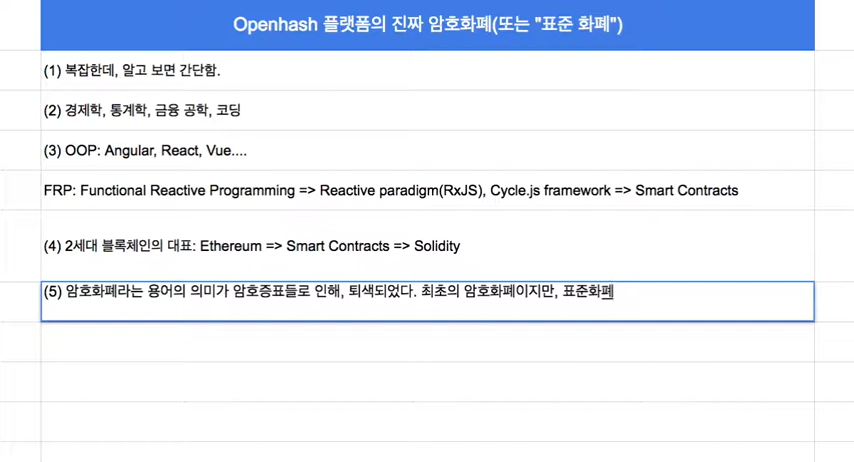 Openhash 플랫폼의 진짜 암호화폐(또는 "표준 화폐")
(1) 복잡한데, 알고 보면 간단함.
(2) 경제학, 통계학, 금융 공학, 코딩
(3) OOP: Angular, React, Vue....
FRP: Functional Reactive Programming => Reactive paradigm(RxJS), Cycle.js framework => Smart Contracts
(4) 2세대 블록체인의 대표: Ethereum => Smart Contracts => Solidity
(5) 암호화폐라는 용어의 의미가 암호증표들로 인해, 퇴색되었다. 최초의 암호화폐이지만, 표준화폐